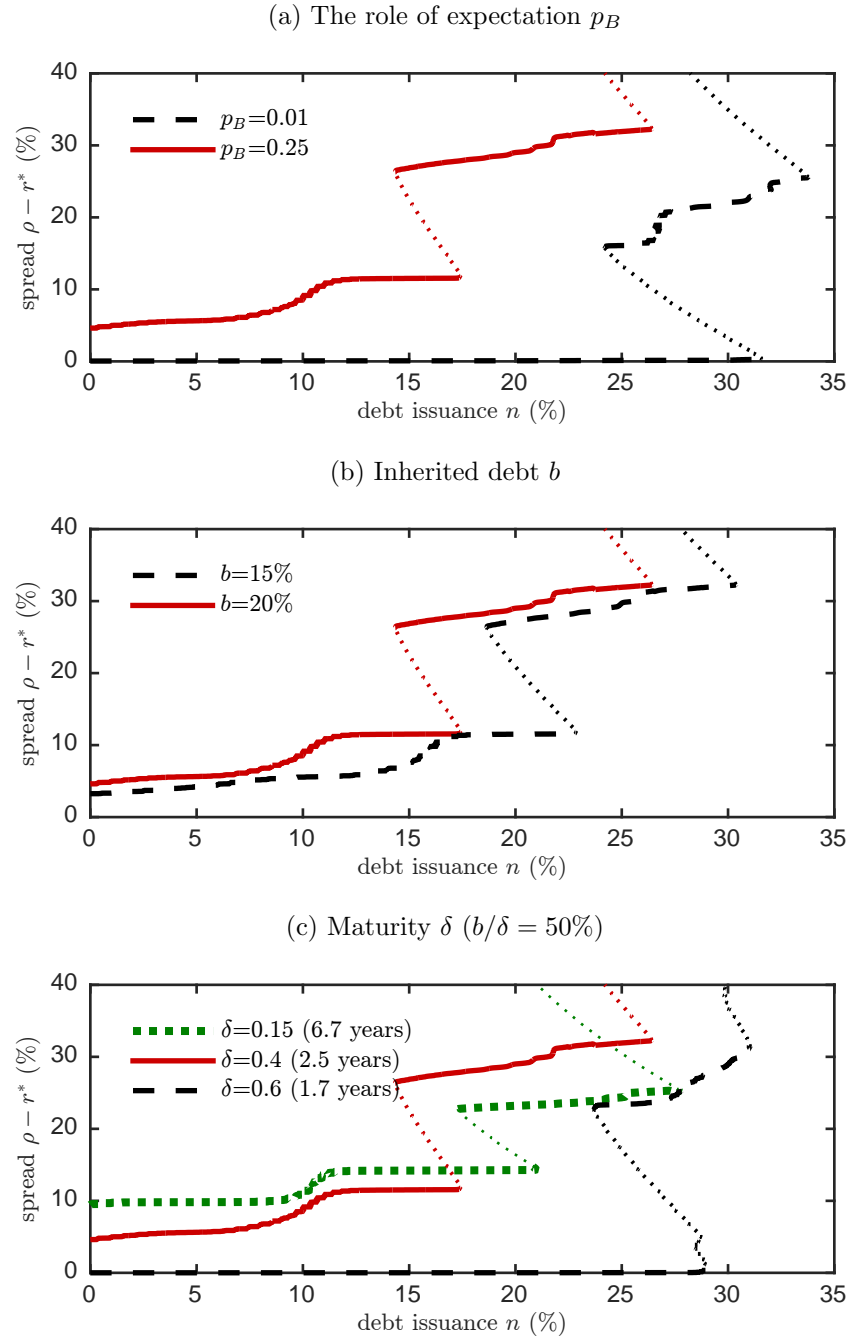 (a) The role of expectation p_B
spread ρ − r* (%)
40
30
20
10
0
p_B=0.01
p_B=0.25
0 5 10 15 20 25 30 35
debt issuance n (%)
(b) Inherited debt b
spread ρ − r* (%)
40
30
20
10
0
b=15%
b=20%
0 5 10 15 20 25 30 35
debt issuance n (%)
(c) Maturity δ (b/δ = 50%)
spread ρ − r* (%)
40
30
20
10
0
δ=0.15 (6.7 years)
δ=0.4 (2.5 years)
δ=0.6 (1.7 years)
0 5 10 15 20 25 30 35
debt issuance n (%)